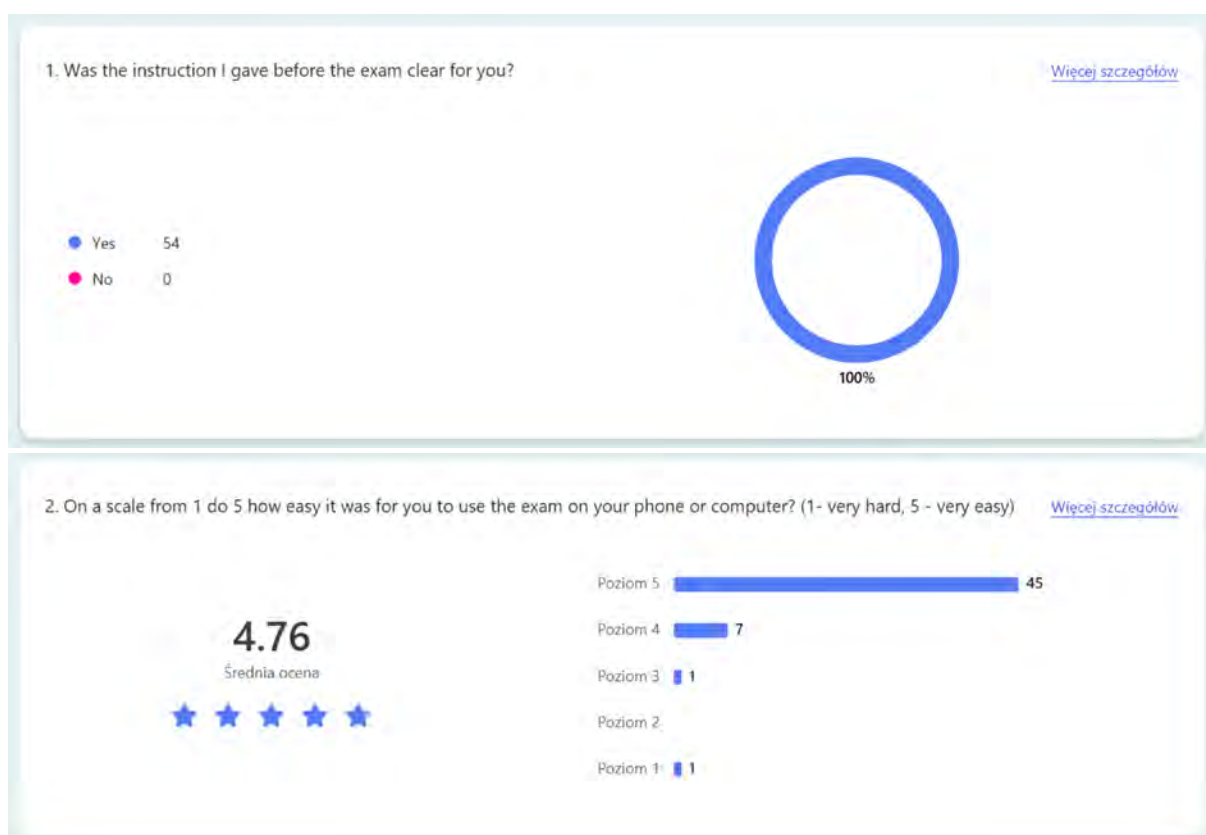 1. Was the instruction I gave before the exam clear for you?
Więcej szczegółów
Yes 54
No 0
100%
2. On a scale from 1 do 5 how easy it was for you to use the exam on your phone or computer? (1- very hard, 5 - very easy)
Więcej szczegółów
4.76
Średnia ocena
Poziom 5 45
Poziom 4 7
Poziom 3 1
Poziom 2
Poziom 1 1